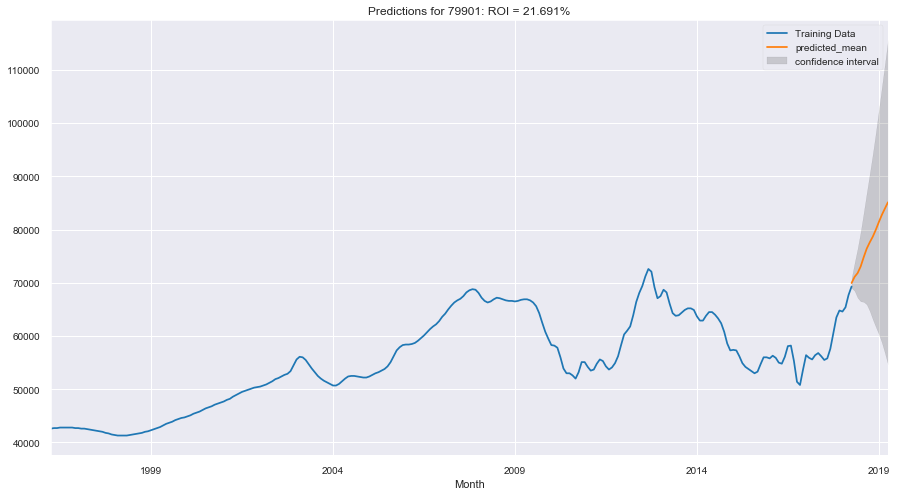 Predictions for 79901: ROI = 21.691%
Training Data
predicted_mean
confidence interval
110000
100000
90000
80000
70000
60000
50000
40000
1999
2004
2009
2014
2019
Month